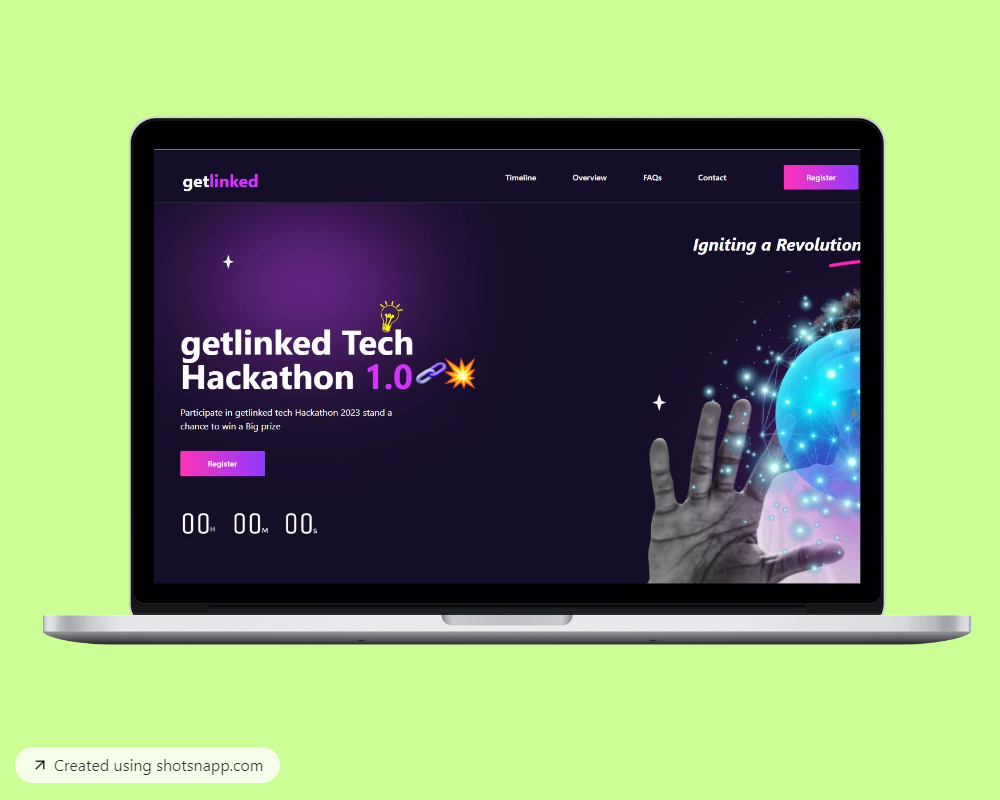 getlinked
Timeline Overview FAQs Contact Register
Igniting a Revolution
getlinked Tech
Hackathon 1.0
Participate in getlinked tech Hackathon 2023 stand a
chance to win a Big prize
Register
00H 00M 00S
Created using shotsnapp.com